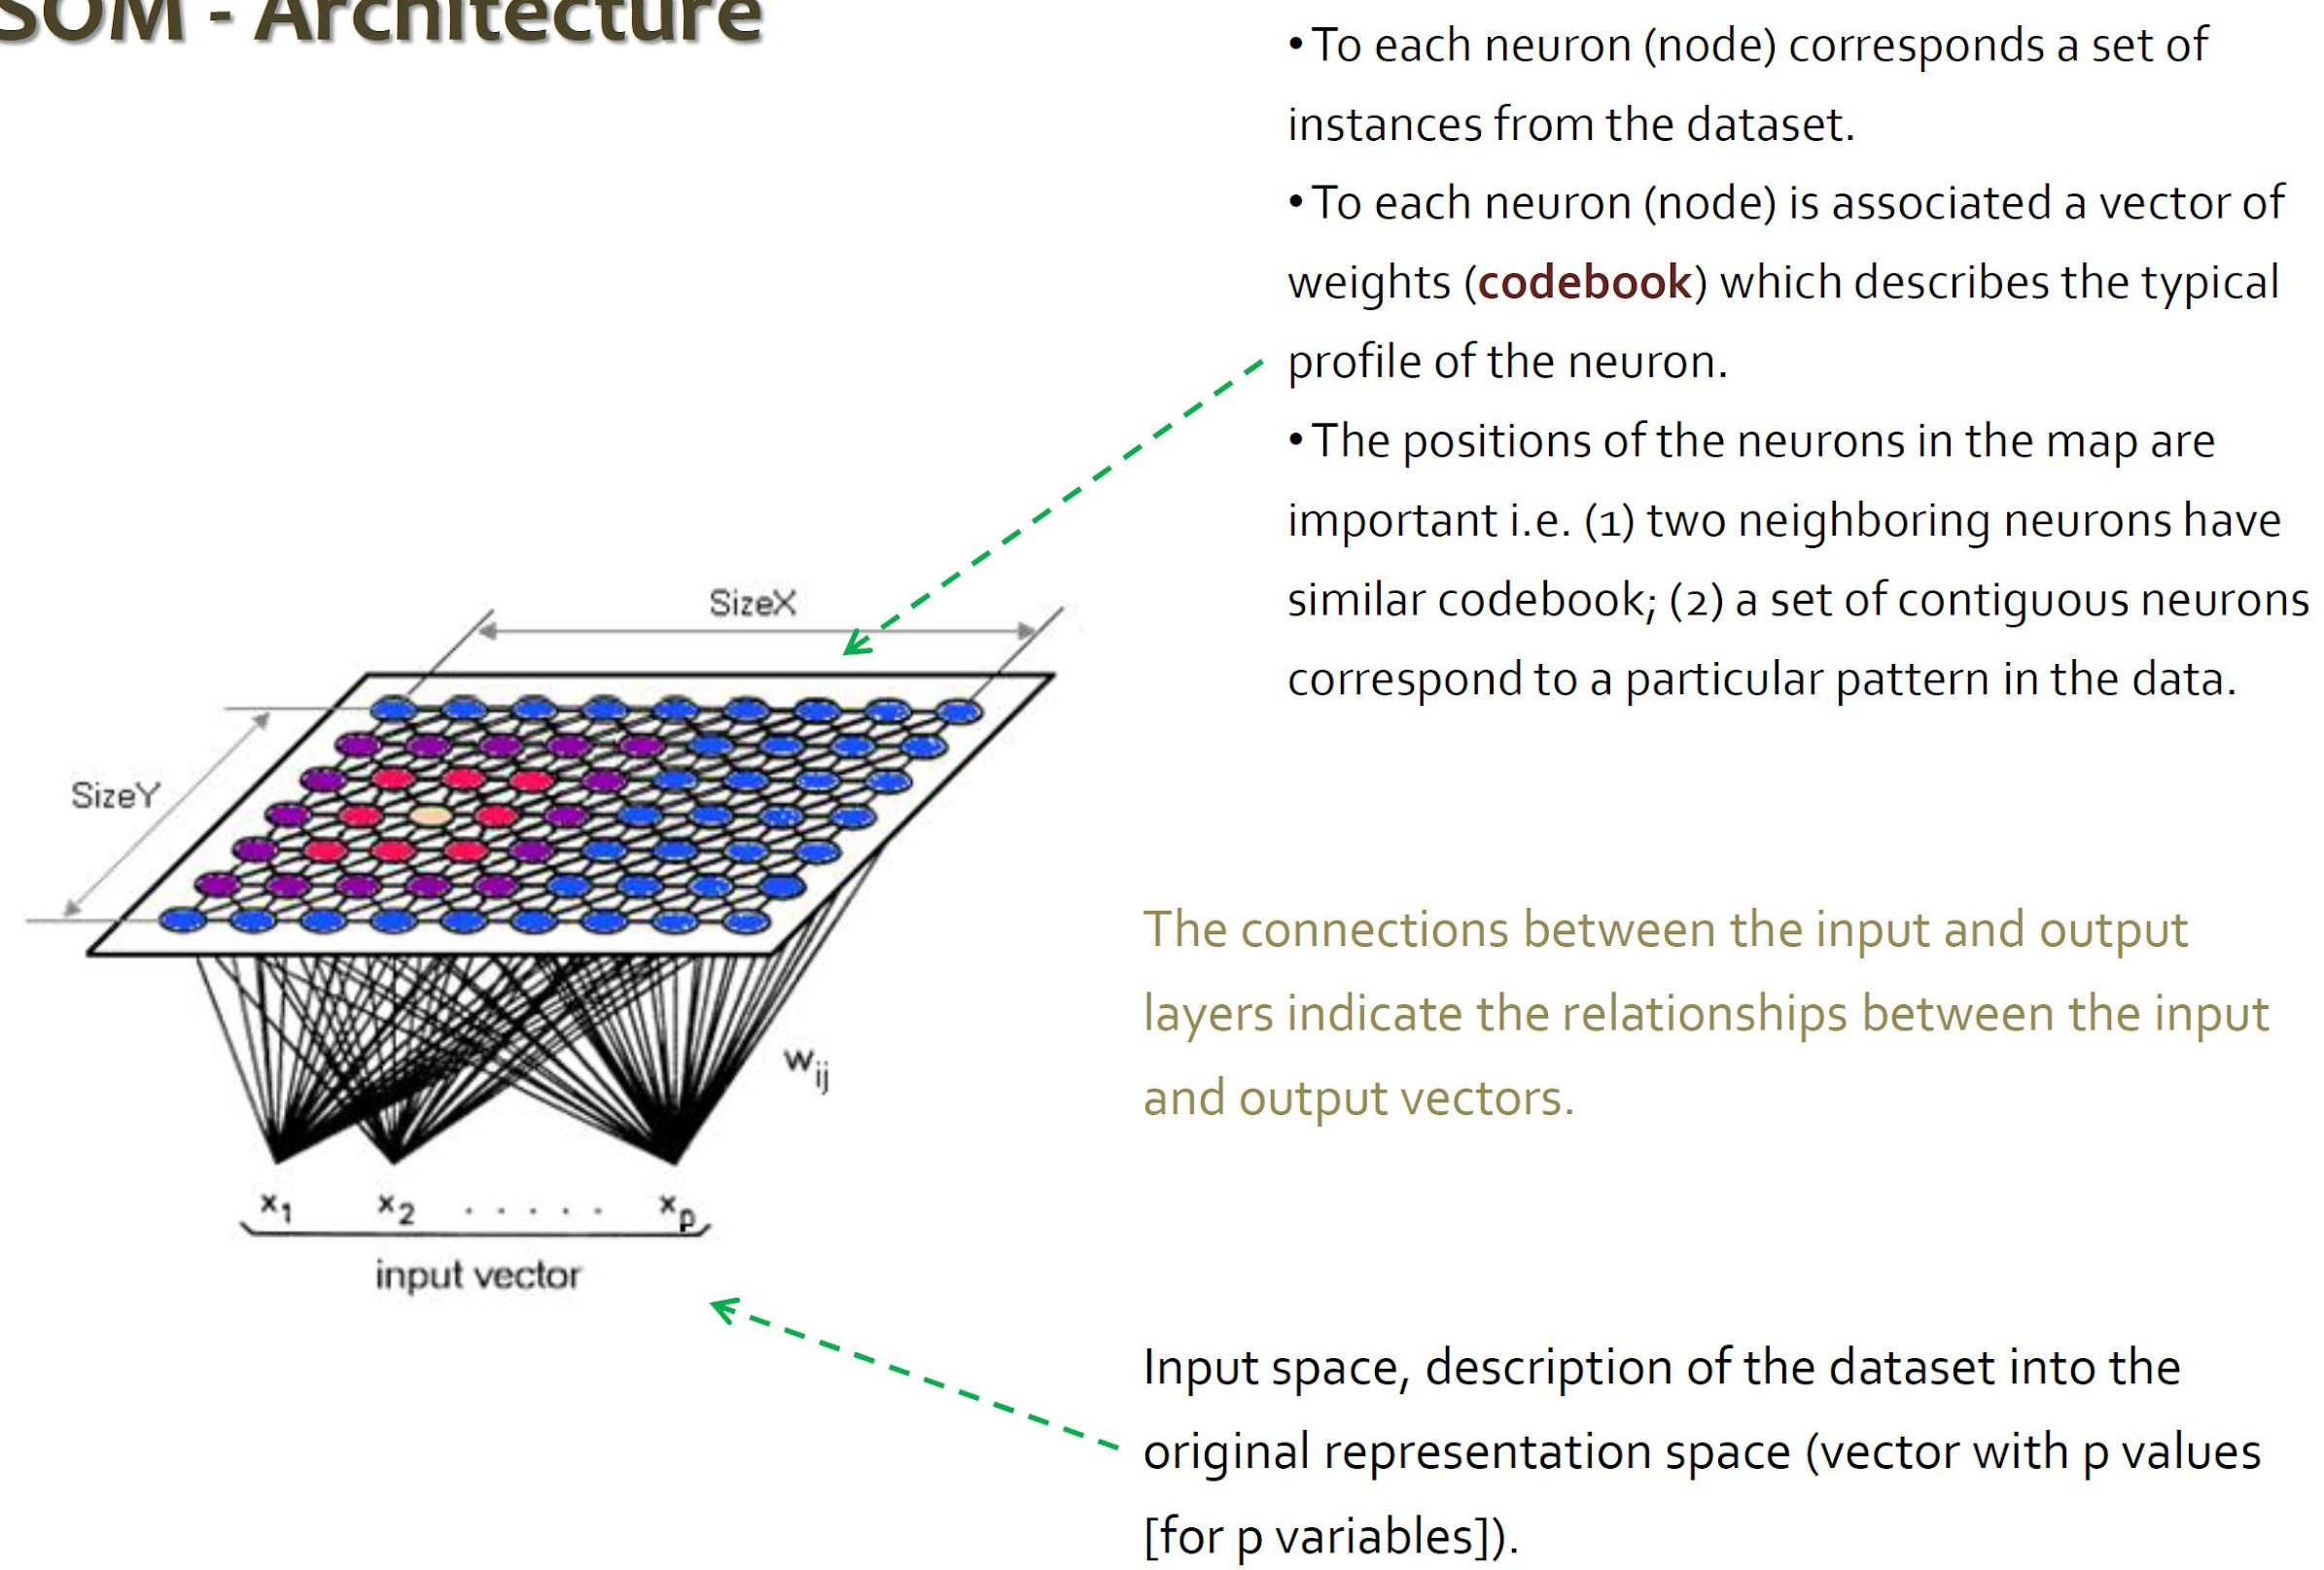 SOM - Architecture
• To each neuron (node) corresponds a set of
instances from the dataset.
• To each neuron (node) is associated a vector of
weights (codebook) which describes the typical
profile of the neuron.
• The positions of the neurons in the map are
important i.e. (1) two neighboring neurons have
similar codebook; (2) a set of contiguous neurons
correspond to a particular pattern in the data.
SizeX
SizeY
The connections between the input and output
layers indicate the relationships between the input
and output vectors.
wij
x1 x2 . . . . . xp
input vector
Input space, description of the dataset into the
original representation space (vector with p values
[for p variables]).